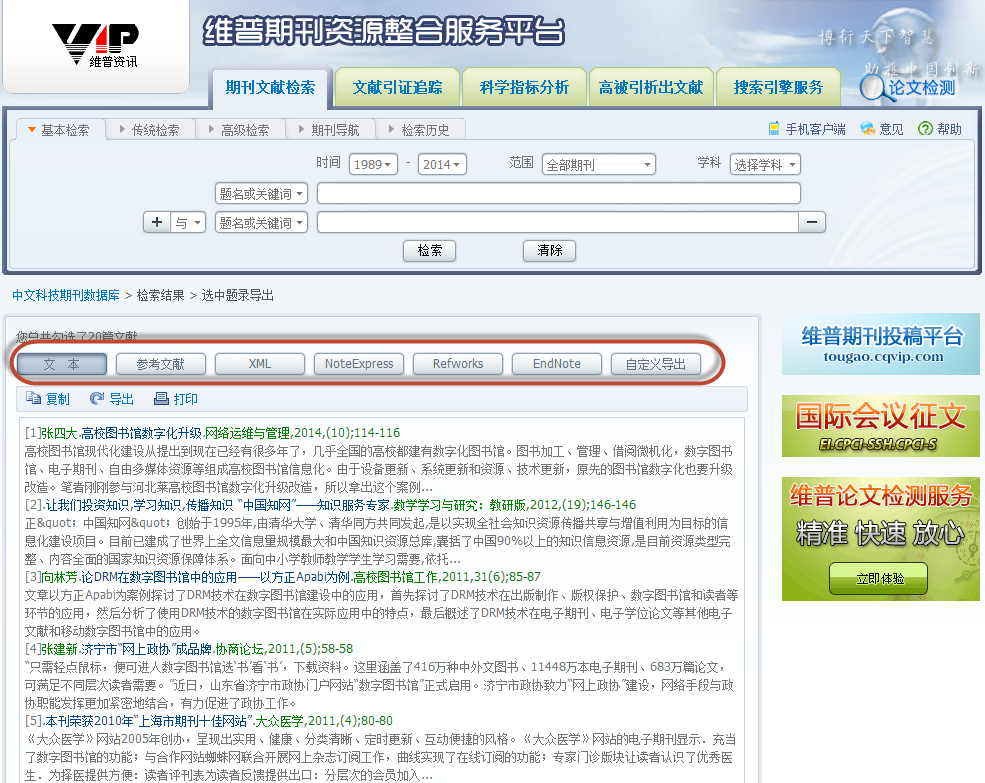 VIP
维普资讯
维普期刊资源整合服务平台
博衍天下智慧
助推中国创新
期刊文献检索 文献引证追踪 科学指标分析 高被引析出文献 搜索引擎服务 论文检测
基本检索 传统检索 高级检索 期刊导航 检索历史 手机客户端 意见 帮助
时间 1989 - 2014 范围 全部期刊 学科 选择学科
题名或关键词
+ 与 题名或关键词 −
检索 清除
中文科技期刊数据库 > 检索结果 > 选中题录导出
您总共勾选了20篇文献
文 本 参考文献 XML NoteExpress Refworks EndNote 自定义导出
复制 导出 打印
[1]张四大.高校图书馆数字化升级.网络运维与管理,2014,(10);114-116
高校图书馆现代化建设从提出到现在已经有很多年了，几乎全国的高校都建有数字化图书馆。图书加工、管理、借阅微机化，数字图书
馆、电子期刊、自由多媒体资源等组成高校图书馆信息化。由于设备更新、系统更新和资源、技术更新，原先的图书馆数字化也要升级
改造。笔者刚刚参与河北莱高校图书馆数字化升级改造，所以拿出这个案例...
[2].让我们投资知识,学习知识,传播知识 “中国知网”——知识服务专家.数学学习与研究：教研版,2012,(19);146-146
正&quot；中国知网&quot；创始于1995年,由清华大学、清华同方共同发起,是以实现全社会知识资源传播共享与增值利用为目标的信
息化建设项目。目前已建成了世界上全文信息量规模最大和中国知识资源总库,囊括了中国90%以上的知识信息资源,是目前资源类型完
整、内容全面的国家知识资源保障体系。面向中小学教师教学学生学习需要,依托...
[3]向林芳.论DRM在数字图书馆中的应用——以方正Apabi为例.高校图书馆工作,2011,31(6);85-87
文章以方正Apabi为案例探讨了DRM技术在数字图书馆建设中的应用，首先探讨了DRM技术在出版制作、版权保护、数字图书馆和读者等
环节的应用，然后分析了使用DRM技术的数字图书馆在实际应用中的特点，最后概述了DRM技术在电子期刊、电子学位论文等其他电子
文献和移动数字图书馆中的应用。
[4]张建新.济宁市“网上政协”成品牌.协商论坛,2011,(5);58-58
“只需轻点鼠标，便可进人数字图书馆选‘书’看‘书’，下载资料。这里涵盖了416万种中外文图书、11448万本电子期刊、683万篇论文，
可满足不同层次读者需要。”近日，山东省济宁市政协门户网站“数字图书馆”正式启用。济宁市政协致力“网上政协”建设，网络手段与政
协职能发挥更加紧密地结合，有力促进了政协工作。
[5].本刊荣获2010年“上海市期刊十佳网站”.大众医学,2011,(4);80-80
《大众医学》网站2005年创办，呈现出实用、健康、分类清晰、定时更新、互动便捷的风格。《大众医学》网站的电子期刊显示．充当
了数字图书馆的功能；与合作网站蜘蛛网联合开展网上杂志订阅工作，曲线实现了在线订阅的功能；专家门诊版块让读者认识了优秀医
生．为择医提供方便：读者评刊表为读者反馈提供出口：分层次的会员加入...
维普期刊投稿平台
tougao.cqvip.com
国际会议征文
EI.CPCI-SSH.CPCI-S
维普论文检测服务
精准 快速 放心
立即体验